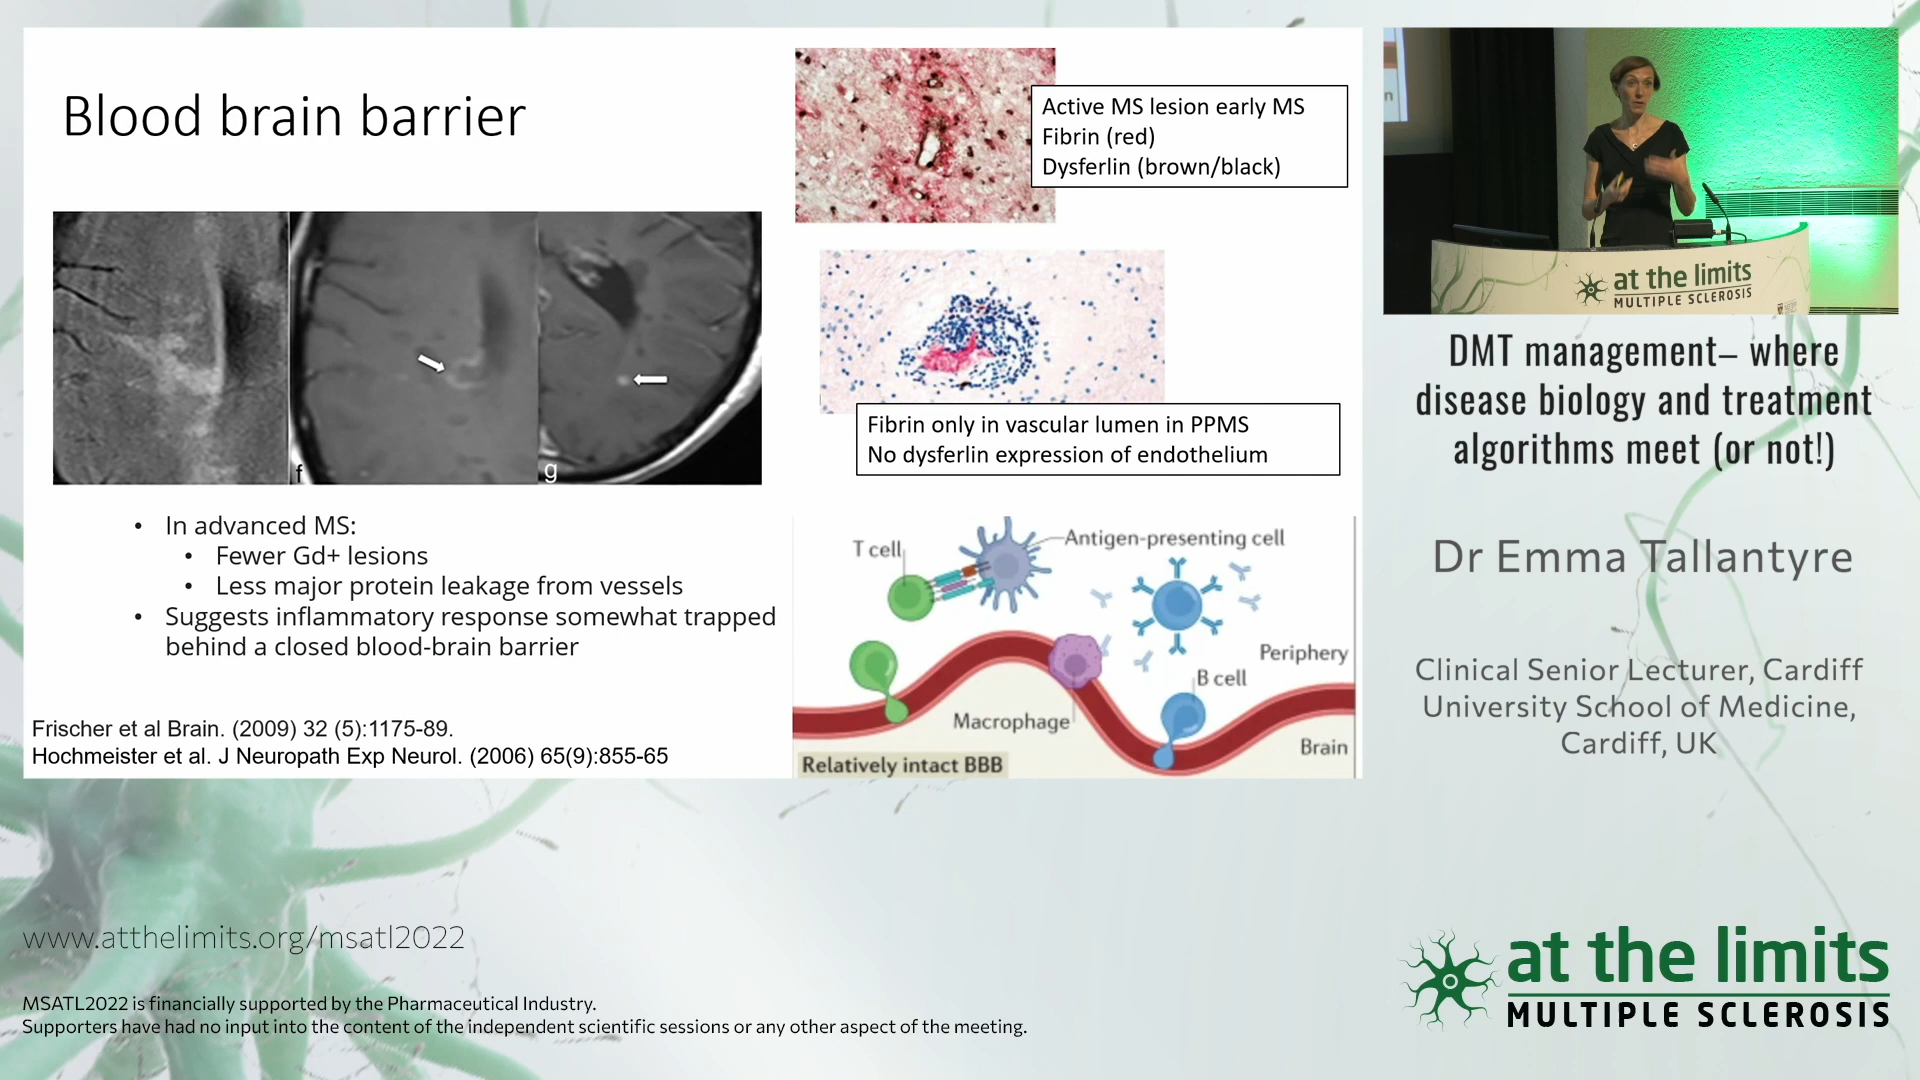 Blood brain barrier
Active MS lesion early MS
Fibrin (red)
Dysferlin (brown/black)
f
g
Fibrin only in vascular lumen in PPMS
No dysferlin expression of endothelium
• In advanced MS:
• Fewer Gd+ lesions
• Less major protein leakage from vessels
• Suggests inflammatory response somewhat trapped
behind a closed blood-brain barrier
Frischer et al Brain. (2009) 32 (5):1175-89.
Hochmeister et al. J Neuropath Exp Neurol. (2006) 65(9):855-65
T cell
Antigen-presenting cell
Periphery
B cell
Macrophage
Brain
Relatively intact BBB
n
at the limits
MULTIPLE SCLEROSIS
DMT management– where
disease biology and treatment
algorithms meet (or not!)
Dr Emma Tallantyre
Clinical Senior Lecturer, Cardiff
University School of Medicine,
Cardiff, UK
www.atthelimits.org/msatl2022
MSATL2022 is financially supported by the Pharmaceutical Industry.
Supporters have had no input into the content of the independent scientific sessions or any other aspect of the meeting.
at the limits
MULTIPLE SCLEROSIS